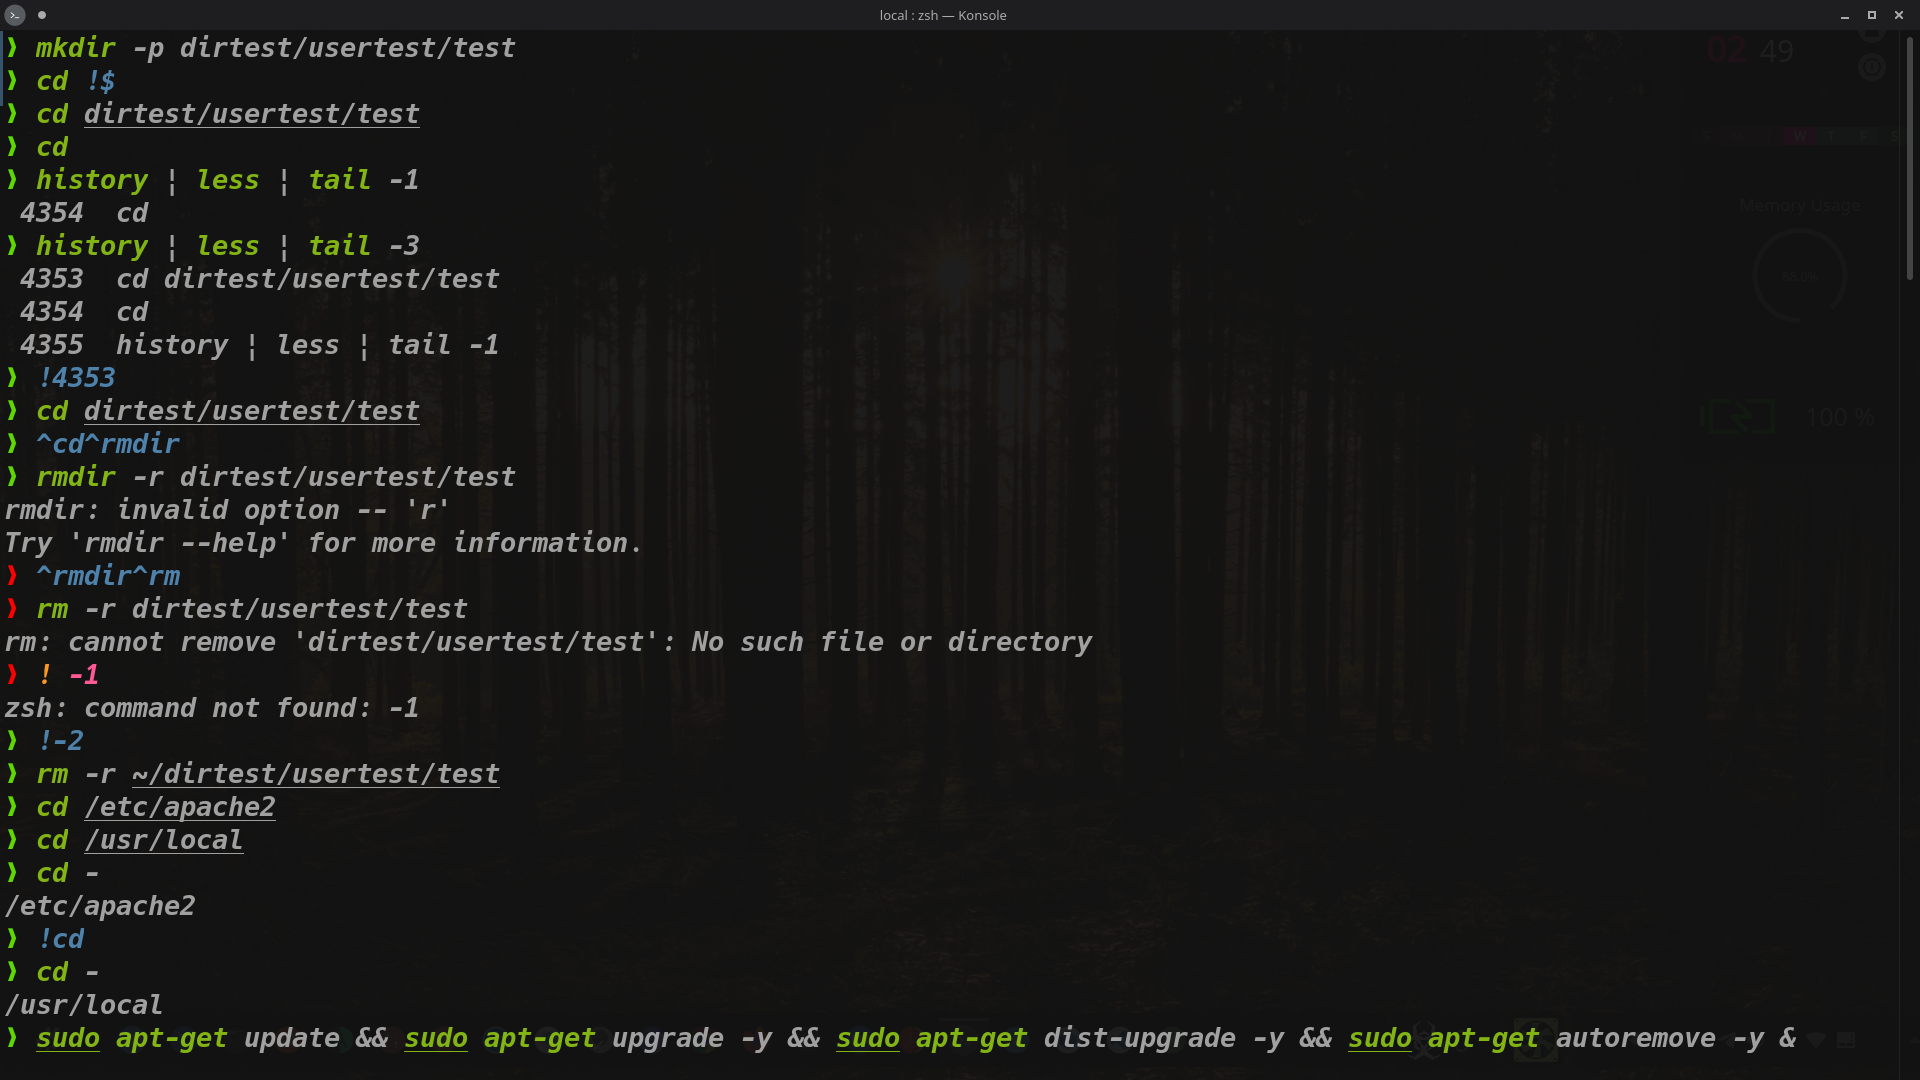 local : zsh — Konsole
❱ mkdir -p dirtest/usertest/test
❱ cd !$
❱ cd dirtest/usertest/test
❱ cd
❱ history | less | tail -1
 4354  cd
❱ history | less | tail -3
 4353  cd dirtest/usertest/test
 4354  cd
 4355  history | less | tail -1
❱ !4353
❱ cd dirtest/usertest/test
❱ ^cd^rmdir
❱ rmdir -r dirtest/usertest/test
rmdir: invalid option -- 'r'
Try 'rmdir --help' for more information.
❱ ^rmdir^rm
❱ rm -r dirtest/usertest/test
rm: cannot remove 'dirtest/usertest/test': No such file or directory
❱ ! -1
zsh: command not found: -1
❱ !-2
❱ rm -r ~/dirtest/usertest/test
❱ cd /etc/apache2
❱ cd /usr/local
❱ cd -
/etc/apache2
❱ !cd
❱ cd -
/usr/local
❱ sudo apt-get update && sudo apt-get upgrade -y && sudo apt-get dist-upgrade -y && sudo apt-get autoremove -y &
02 49
W T F S
Memory Usage
100 %